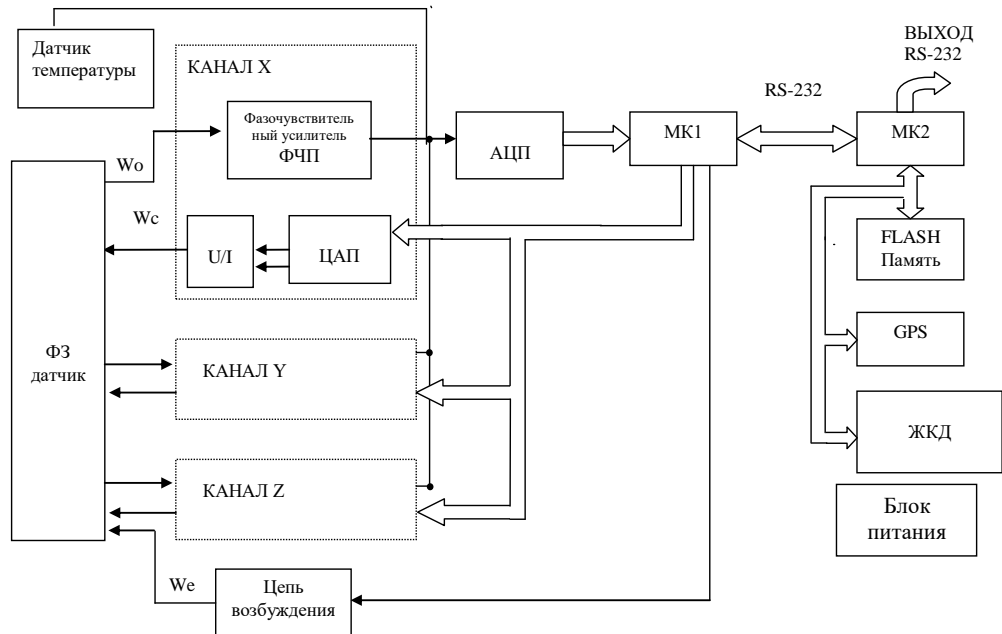 Датчик
температуры
КАНАЛ X
ВЫХОД
RS-232
RS-232
Фазочувствитель
ный усилитель
ФЧП
АЦП
МК1
МК2
Wo
Wc
U/I
ЦАП
FLASH
Память
ФЗ
датчик
КАНАЛ Y
GPS
ЖКД
КАНАЛ Z
Блок
питания
We
Цепь
возбуждения